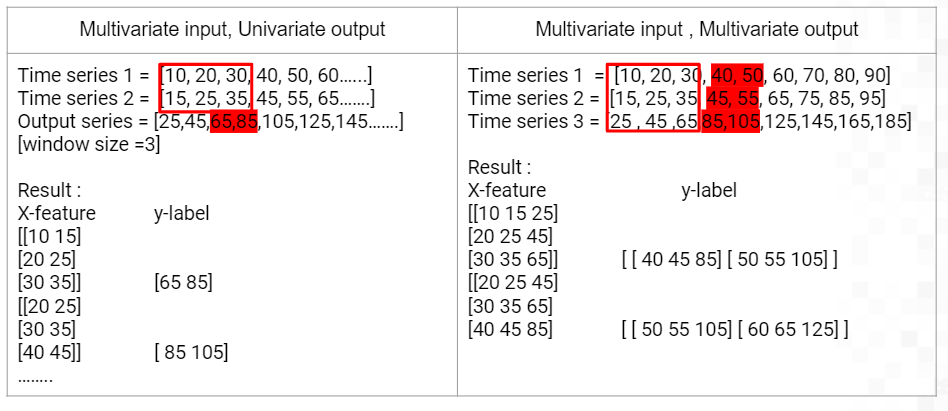 Multivariate input, Univariate output
Time series 1 = [10, 20, 30, 40, 50, 60…...]
Time series 2 = [15, 25, 35, 45, 55, 65…….]
Output series = [25,45,65,85,105,125,145…….]
[window size =3]
Result :
X-feature y-label
[[10 15]
[20 25]
[30 35]] [65 85]
[[20 25]
[30 35]
[40 45]] [ 85 105]
……..
Multivariate input , Multivariate output
Time series 1 = [10, 20, 30, 40, 50, 60, 70, 80, 90]
Time series 2 = [15, 25, 35, 45, 55, 65, 75, 85, 95]
Time series 3 = [25 , 45 ,65,85,105,125,145,165,185]
Result :
X-feature y-label
[[10 15 25]
[20 25 45]
[30 35 65]] [ [ 40 45 85] [ 50 55 105] ]
[[20 25 45]
[30 35 65]
[40 45 85] [ [ 50 55 105] [ 60 65 125] ]